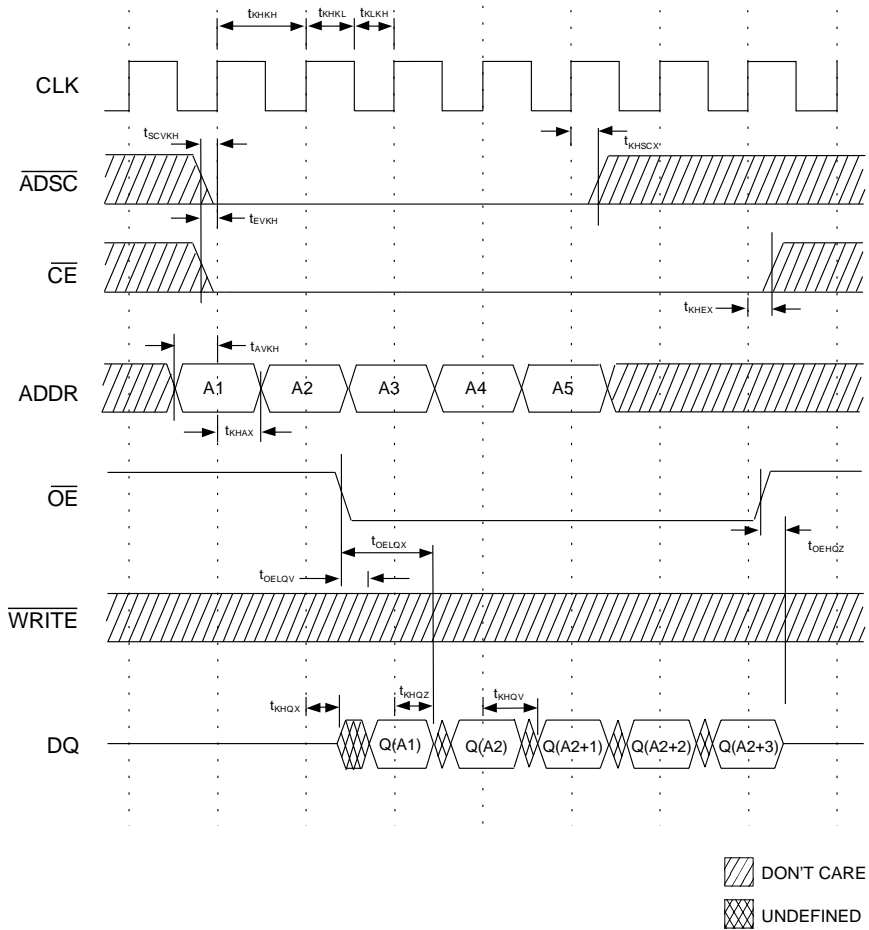 tKHKH tKHKL tKLKH
CLK
tSCVKH
tKHSCX
ADSC
tEVKH
CE
tKHEX
tAVKH
ADDR
A1 A2 A3 A4 A5
tKHAX
OE
tOELQX
tOEHQZ
tOELQV
WRITE
tKHQX tKHQZ tKHQV
DQ
Q(A1) Q(A2) Q(A2+1) Q(A2+2) Q(A2+3)
DON'T CARE
UNDEFINED